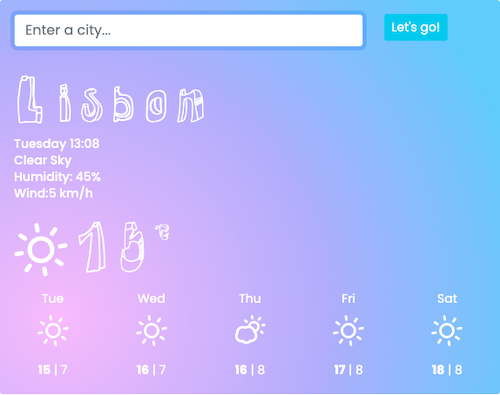 Enter a city...
Let's go!
Lisbon
Tuesday 13:08
Clear Sky
Humidity: 45%
Wind:5 km/h
Tue Wed Thu Fri Sat
15 | 7 16 | 7 16 | 8 17 | 8 18 | 8